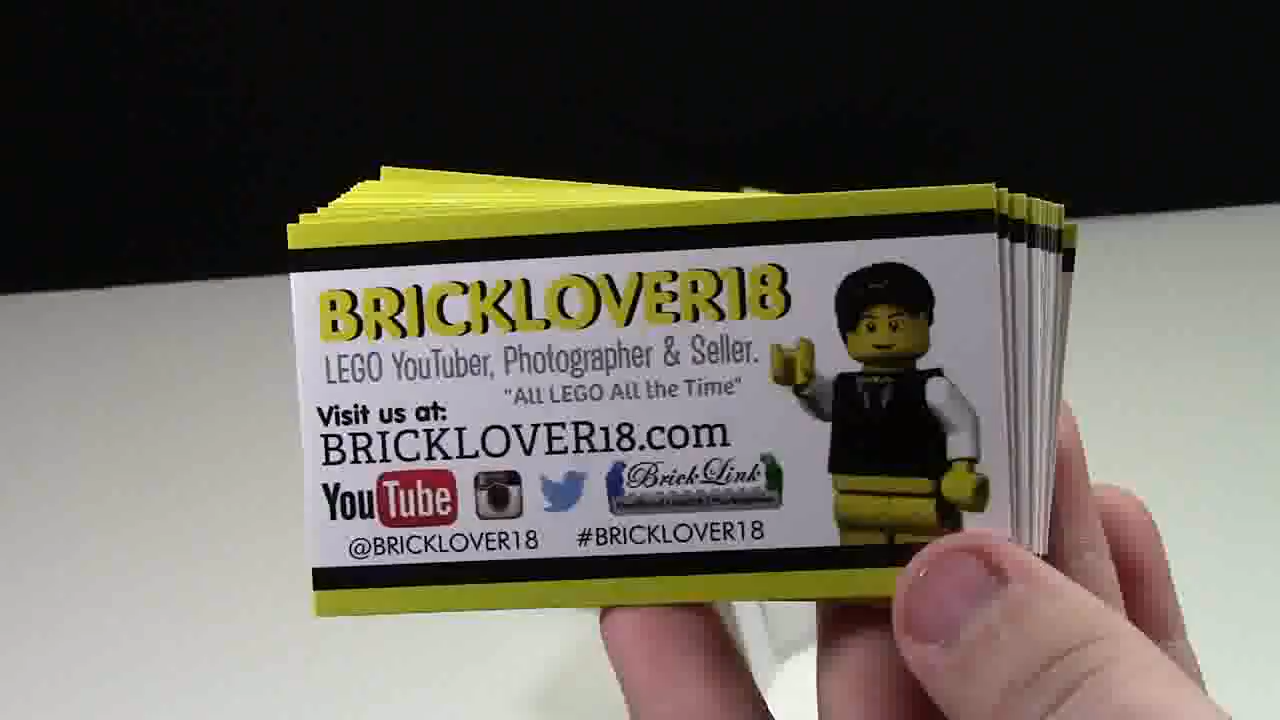 BRICKLOVER18
LEGO YouTuber, Photographer & Seller.
"All LEGO All the Time"
Visit us at:
BRICKLOVER18.com
YouTube BrickLink
@BRICKLOVER18 #BRICKLOVER18